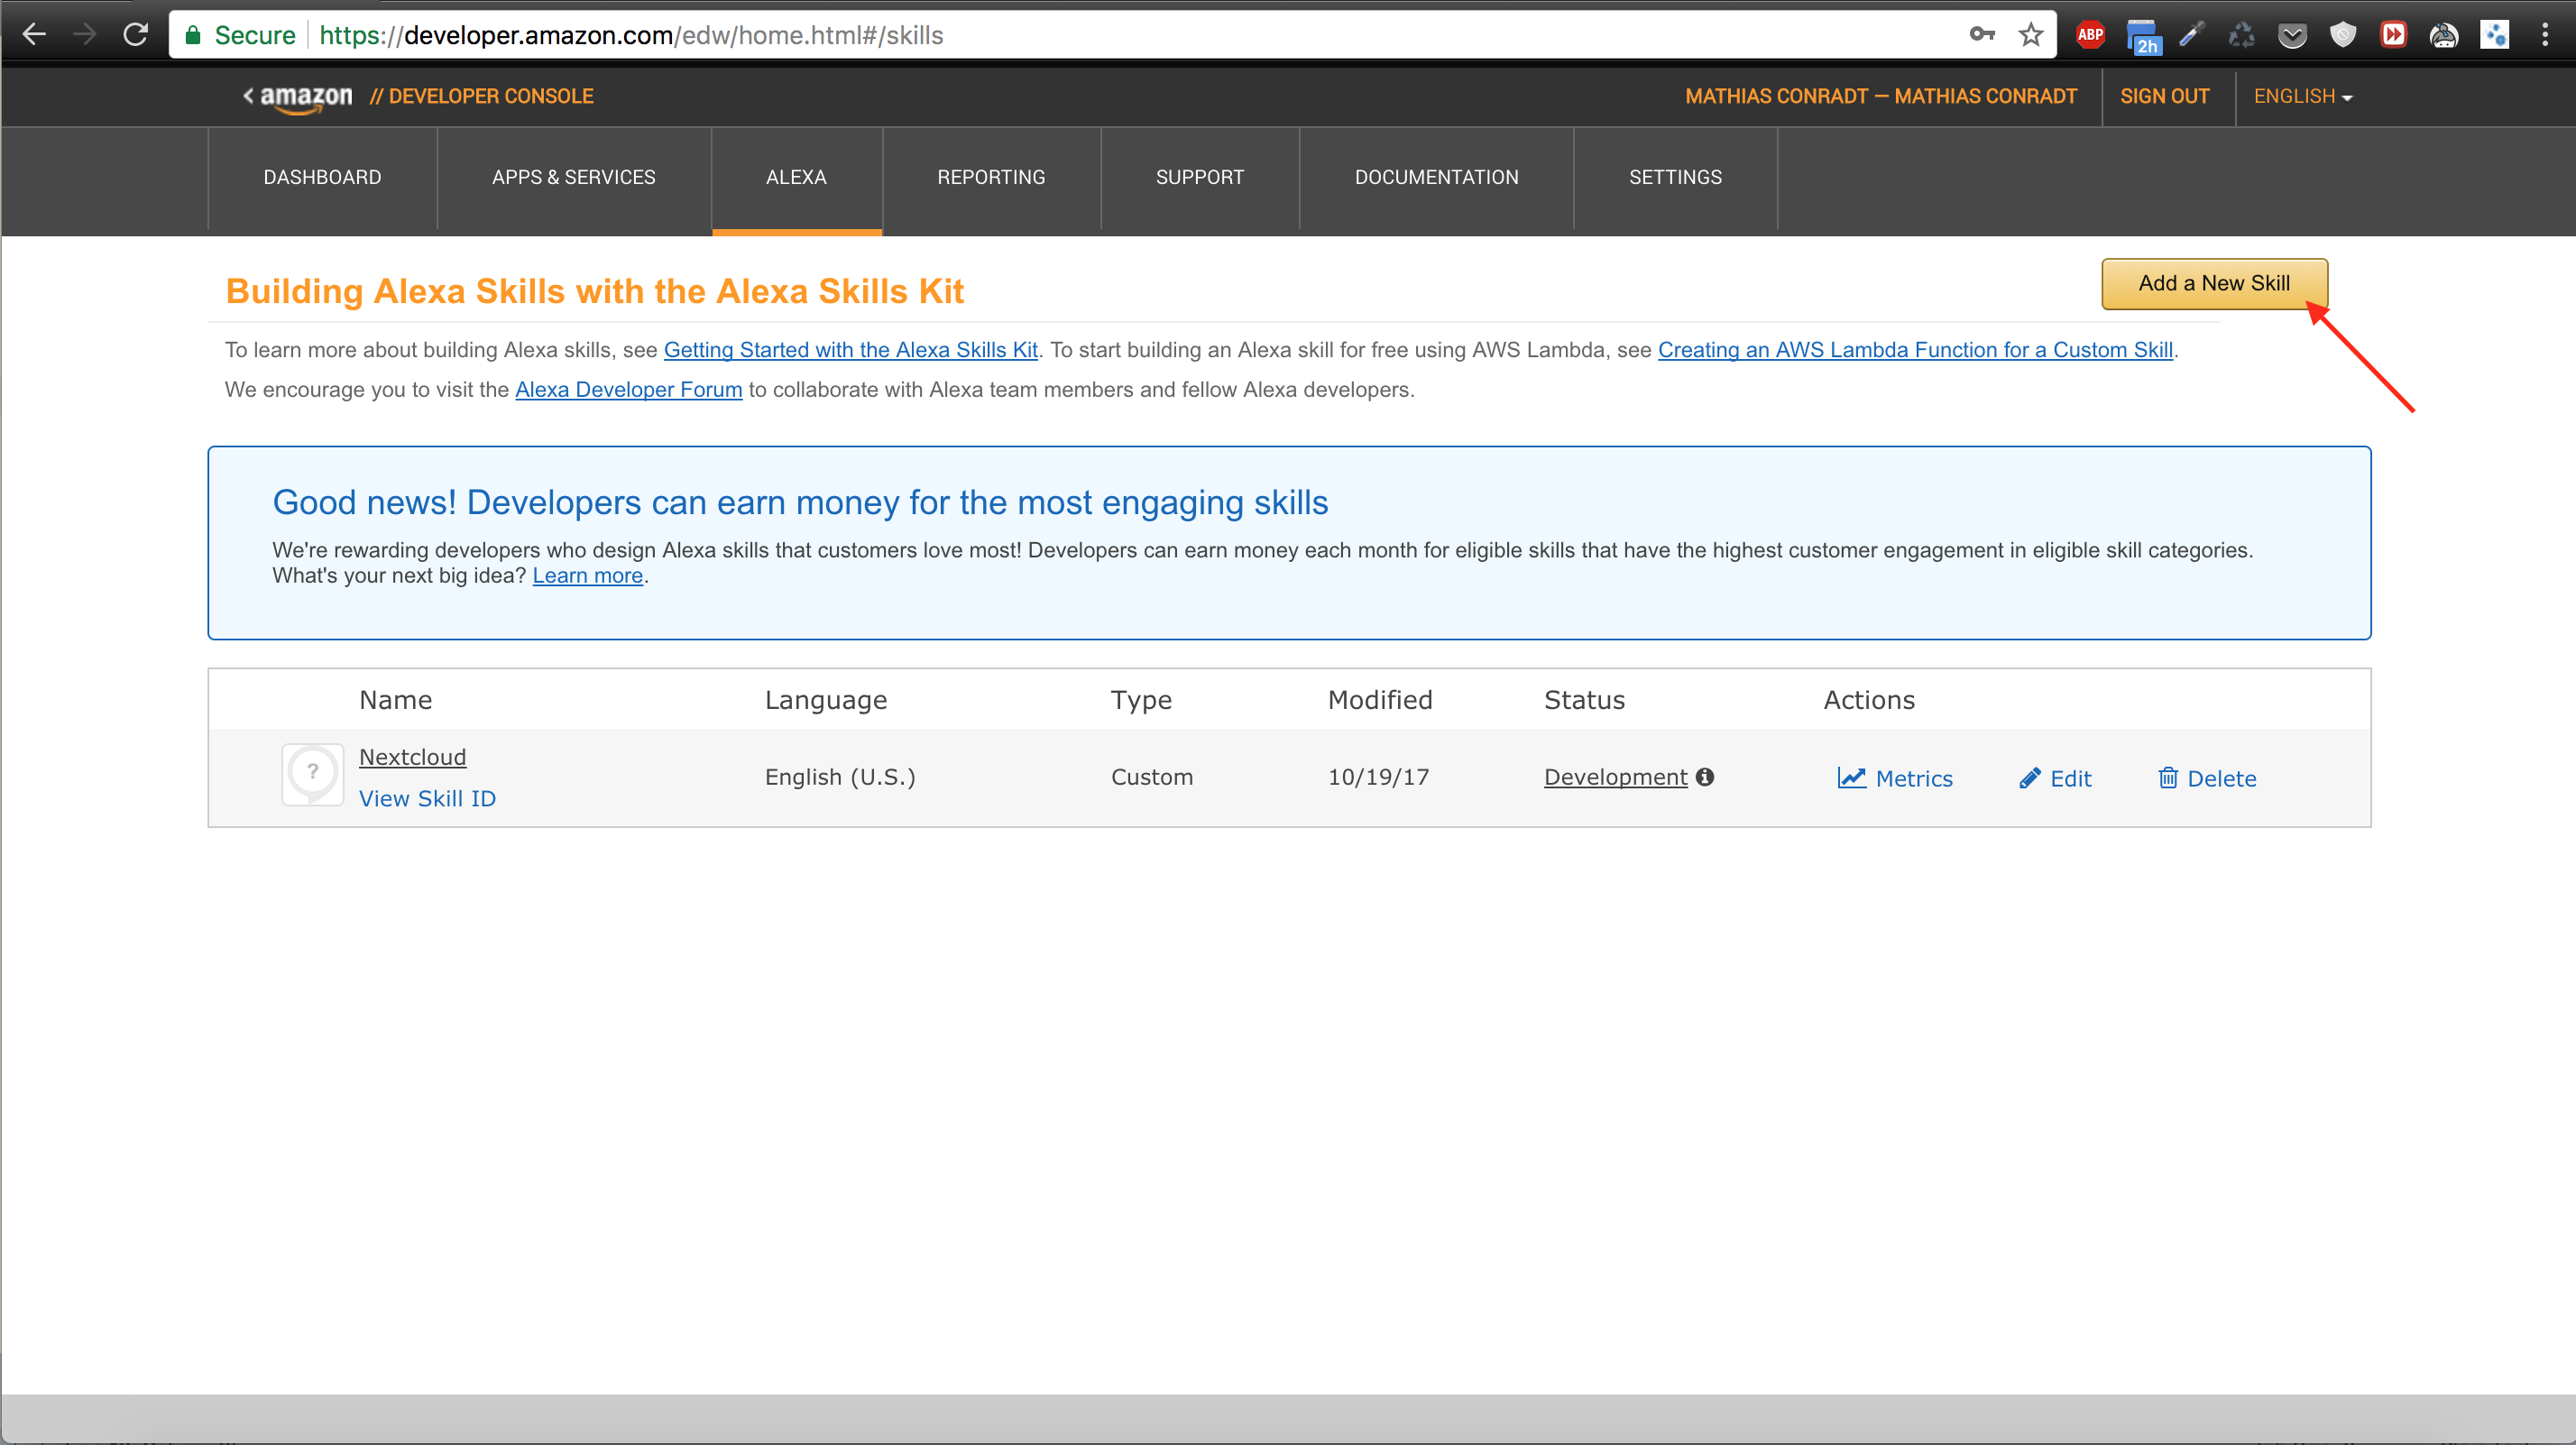 Secure https://developer.amazon.com/edw/home.html#/skills
ABP
2h
amazon // DEVELOPER CONSOLE
MATHIAS CONRADT — MATHIAS CONRADT SIGN OUT ENGLISH
DASHBOARD APPS & SERVICES ALEXA REPORTING SUPPORT DOCUMENTATION SETTINGS
Building Alexa Skills with the Alexa Skills Kit
Add a New Skill
To learn more about building Alexa skills, see Getting Started with the Alexa Skills Kit. To start building an Alexa skill for free using AWS Lambda, see Creating an AWS Lambda Function for a Custom Skill.
We encourage you to visit the Alexa Developer Forum to collaborate with Alexa team members and fellow Alexa developers.
Good news! Developers can earn money for the most engaging skills
We're rewarding developers who design Alexa skills that customers love most! Developers can earn money each month for eligible skills that have the highest customer engagement in eligible skill categories.
What's your next big idea? Learn more.
Name Language Type Modified Status Actions
?
Nextcloud
View Skill ID
English (U.S.) Custom 10/19/17 Development Metrics Edit Delete